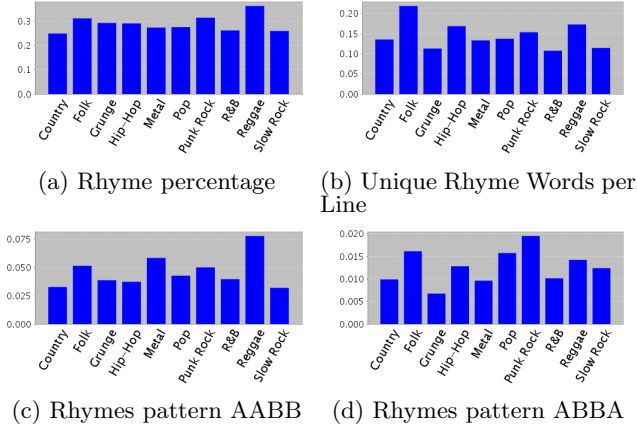 0.3
0.2
0.1
0.0
Country
Folk
Grunge
Hip-Hop
Metal
Pop
Punk Rock
R&B
Reggae
Slow Rock
(a) Rhyme percentage
0.20
0.15
0.10
0.05
0.00
Country
Folk
Grunge
Hip-Hop
Metal
Pop
Punk Rock
R&B
Reggae
Slow Rock
(b) Unique Rhyme Words per
Line
0.075
0.050
0.025
0.000
Country
Folk
Grunge
Hip-Hop
Metal
Pop
Punk Rock
R&B
Reggae
Slow Rock
(c) Rhymes pattern AABB
0.020
0.015
0.010
0.005
0.000
Country
Folk
Grunge
Hip-Hop
Metal
Pop
Punk Rock
R&B
Reggae
Slow Rock
(d) Rhymes pattern ABBA